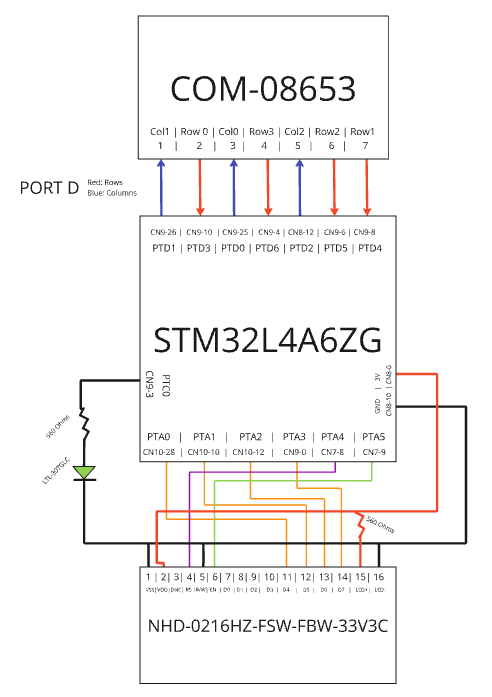 COM-08653
Col1 | Row 0 | Col0 | Row3 | Col2 | Row2 | Row1
1 | 2 | 3 | 4 | 5 | 6 | 7
PORT D
Red: Rows
Blue: Columns
CN9-26 | CN9-10 | CN9-25 | CN9-4 | CN8-12 | CN9-6 | CN9-8
PTD1 | PTD3 | PTD0 | PTD6 | PTD2 | PTD5 | PTD4
STM32L4A6ZG
PTC0
CN9-3
3V | CN8-6
GND | CN8-10
560 Ohms
LTL-307GLC
PTA0 | PTA1 | PTA2 | PTA3 | PTA4 | PTA5
CN10-28 | CN10-10 | CN10-12 | CN9-0 | CN7-8 | CN7-9
560 Ohms
1 | 2 | 3 | 4 | 5 | 6 | 7 | 8 | 9 | 10 | 11 | 12 | 13 | 14 | 15 | 16
VSS | VDD | DNC | RS | R/W | EN | D0 | D1 | D2 | D3 | D4 | D5 | D6 | D7 | LCD+ | LCD-
NHD-0216HZ-FSW-FBW-33V3C